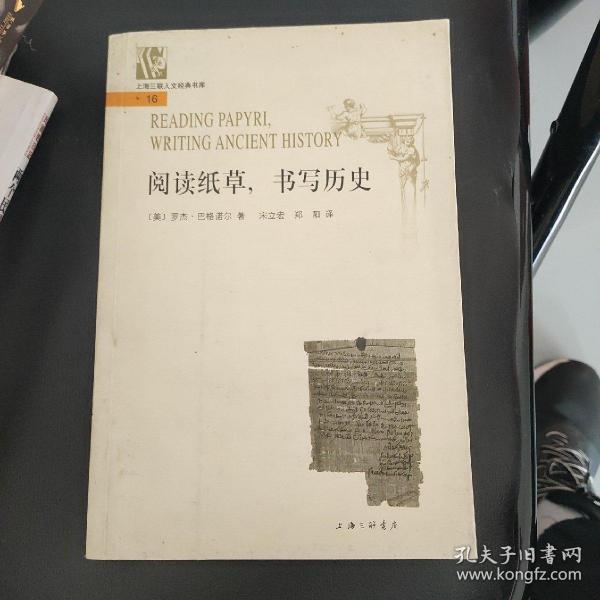 上海三联人文经典书库
16
READING PAPYRI,
WRITING ANCIENT HISTORY
阅读纸草，书写历史
〔美〕罗杰·巴格诺尔 著 宋立宏 郑阳 译
上海三联书店
孔夫子旧书网
www.kongfz.com